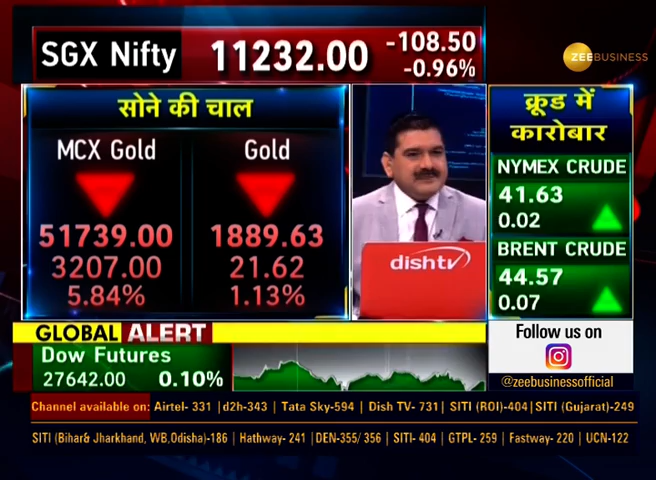 SGX Nifty 11232.00 -108.50
-0.96%
ZEE BUSINESS
सोने की चाल
MCX Gold
51739.00
3207.00
5.84%
Gold
1889.63
21.62
1.13%
dishtv
क्रूड में
कारोबार
NYMEX CRUDE
41.63
0.02
BRENT CRUDE
44.57
0.07
GLOBAL ALERT
Dow Futures
27642.00 0.10%
Follow us on
@zeebusinessofficial
Channel available on: Airtel- 331 |d2h-343 | Tata Sky-594 | Dish TV- 731| SITI (ROI)-404|SITI (Gujarat)-249
SITI (Bihar& Jharkhand, WB,Odisha)-186 | Hathway- 241 |DEN-355/ 356 | SITI- 404 | GTPL- 259 | Fastway- 220 | UCN-122